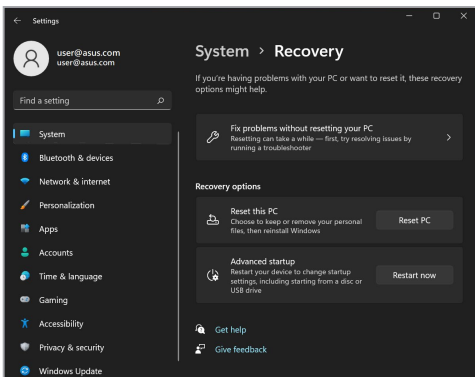 Settings
user@asus.com
user@asus.com
Find a setting
System
Bluetooth & devices
Network & internet
Personalization
Apps
Accounts
Time & language
Gaming
Accessibility
Privacy & security
Windows Update
System > Recovery
If you're having problems with your PC or want to reset it, these recovery
options might help.
Fix problems without resetting your PC
Resetting can take a while — first, try resolving issues by
running a troubleshooter
Recovery options
Reset this PC
Choose to keep or remove your personal
files, then reinstall Windows
Reset PC
Advanced startup
Restart your device to change startup
settings, including starting from a disc or
USB drive
Restart now
Get help
Give feedback